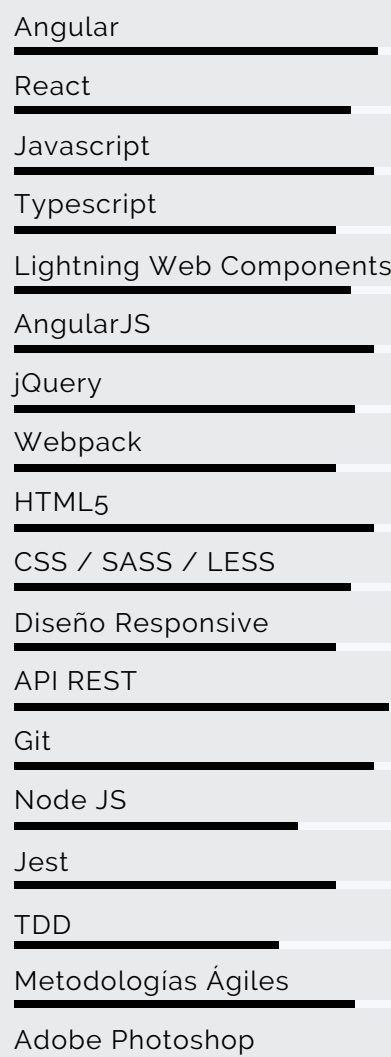 Angular
React
Javascript
Typescript
Lightning Web Components
AngularJS
jQuery
Webpack
HTML5
CSS / SASS / LESS
Diseño Responsive
API REST
Git
Node JS
Jest
TDD
Metodologías Ágiles
Adobe Photoshop